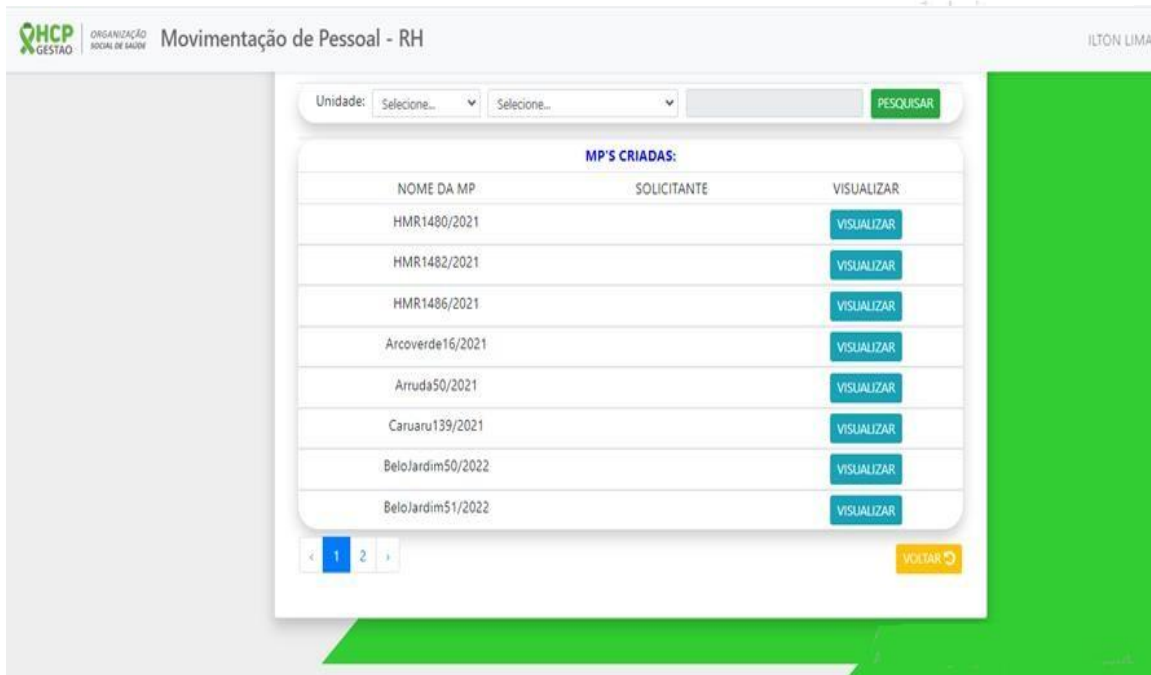 HCP GESTÃO ORGANIZAÇÃO SOCIAL DE SAÚDE Movimentação de Pessoal - RH ILTON LIMA
Unidade: Selecione... Selecione... PESQUISAR
MP'S CRIADAS:
NOME DA MP SOLICITANTE VISUALIZAR
HMR1480/2021 VISUALIZAR
HMR1482/2021 VISUALIZAR
HMR1486/2021 VISUALIZAR
Arcoverde16/2021 VISUALIZAR
Arruda50/2021 VISUALIZAR
Caruaru139/2021 VISUALIZAR
BeloJardim50/2022 VISUALIZAR
BeloJardim51/2022 VISUALIZAR
‹ 1 2 › VOLTAR